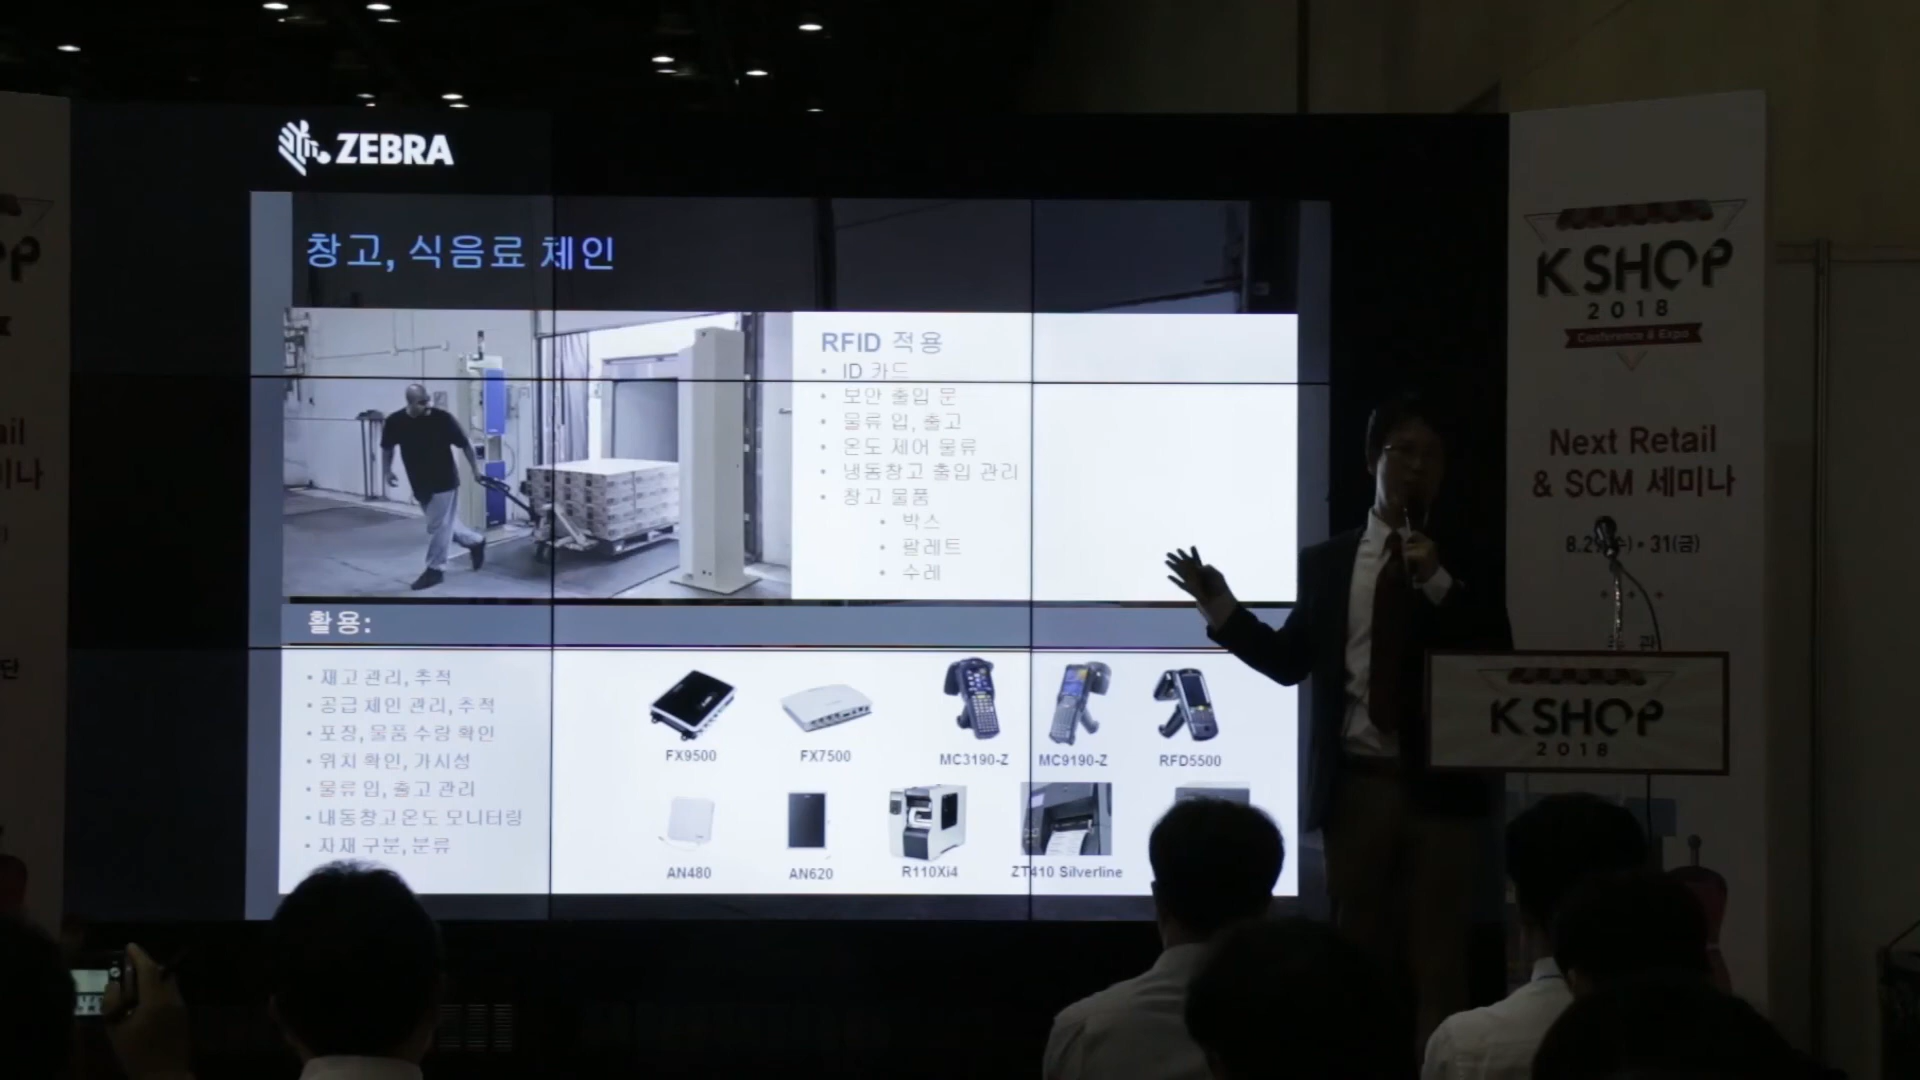 ZEBRA
창고, 식음료 체인
RFID 적용
• ID 카드
• 보안 출입 문
• 물류 입, 출고
• 온도 제어 물류
• 냉동창고 출입 관리
• 창고 물품
• 박스
• 팔레트
• 수레
활용:
• 재고 관리, 추적
• 공급 체인 관리, 추적
• 포장, 물품 수량 확인
• 위치 확인, 가시성
• 물류 입, 출고 관리
• 내동창고온도 모니터링
• 자재 구분, 분류
FX9500
FX7500
MC3190-Z
MC9190-Z
RFD5500
AN480
AN620
R110Xi4
ZT410 Silverline
K SHOP
2018
Conference & Expo
Next Retail
& SCM 세미나
31(금)
K SHOP
2018